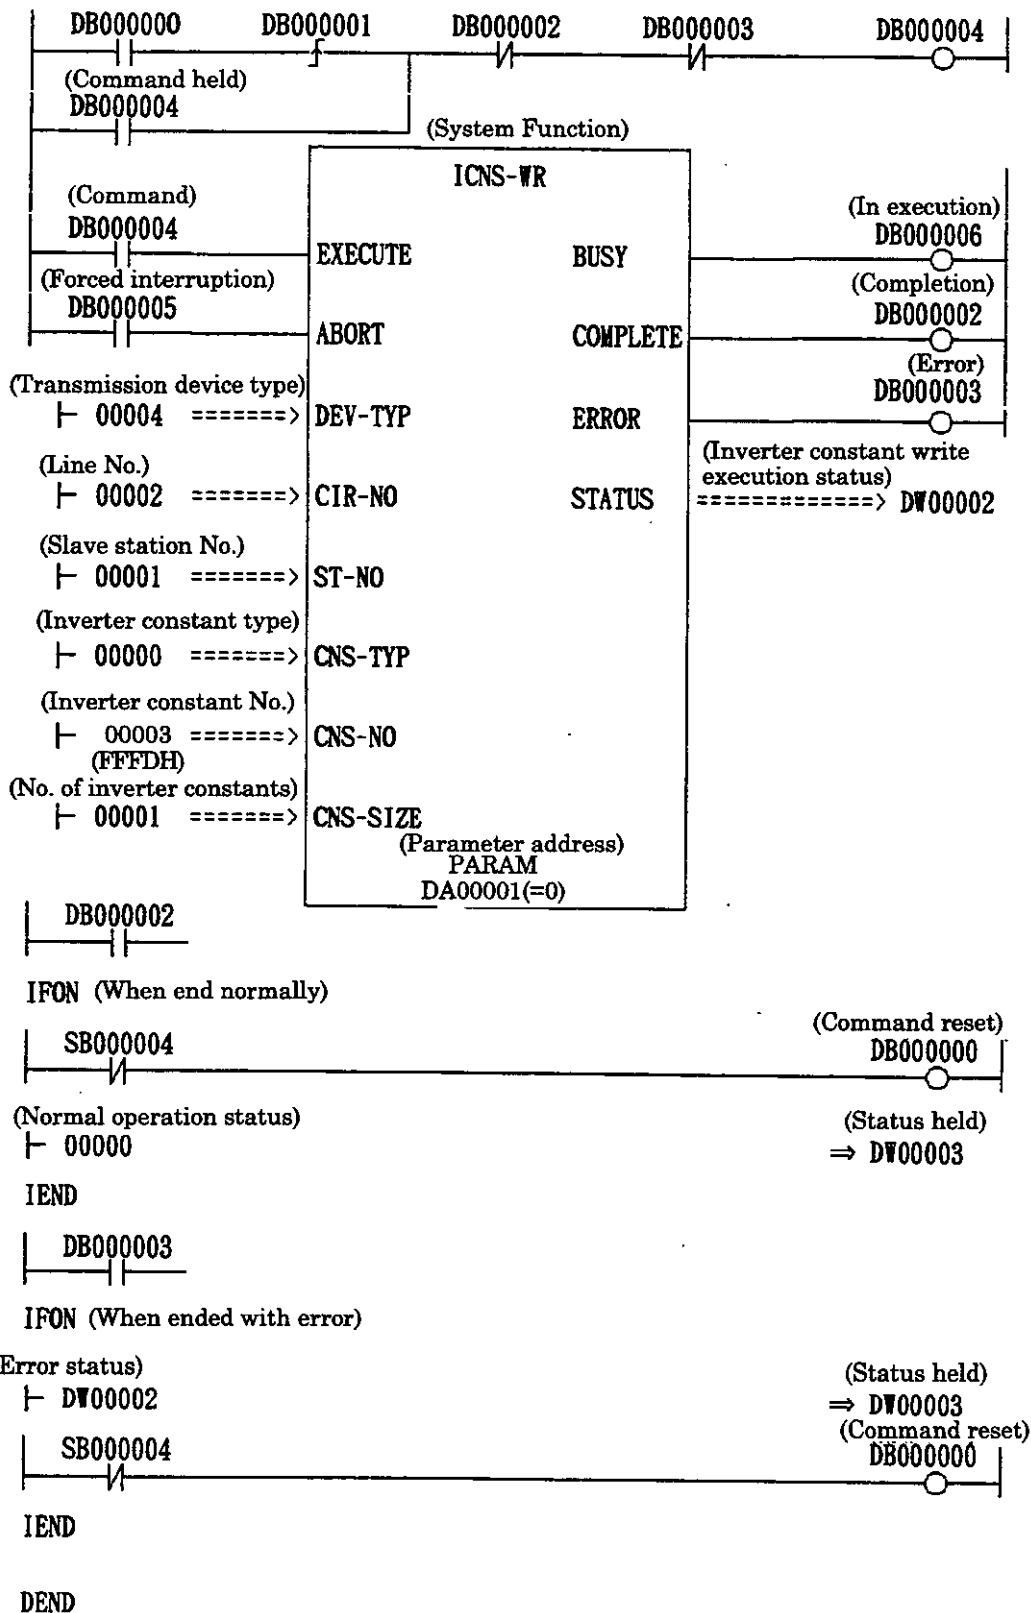 DB000000 DB000001 DB000002 DB000003 DB000004
(Command held)
DB000004
(System Function)
ICNS-WR
(Command)
DB000004
EXECUTE BUSY
(In execution)
DB000006
(Forced interruption)
DB000005
ABORT COMPLETE
(Completion)
DB000002
(Transmission device type)
00004 =======> DEV-TYP ERROR
(Error)
DB000003
(Line No.)
00002 =======> CIR-NO STATUS
(Inverter constant write
execution status)
=============> DW00002
(Slave station No.)
00001 =======> ST-NO
(Inverter constant type)
00000 =======> CNS-TYP
(Inverter constant No.)
00003 =======> CNS-NO
(FFFDH)
(No. of inverter constants)
00001 =======> CNS-SIZE
(Parameter address)
PARAM
DA00001(=0)
DB000002
IFON (When end normally)
SB000004
(Command reset)
DB000000
(Normal operation status)
00000
(Status held)
⇒ DW00003
IEND
DB000003
IFON (When ended with error)
Error status)
DW00002
(Status held)
⇒ DW00003
SB000004
(Command reset)
DB000000
IEND
DEND